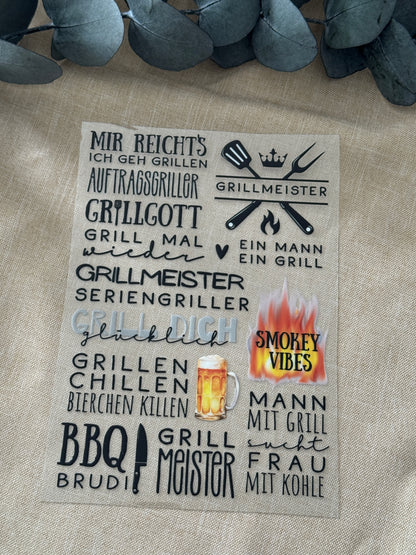 MIR REICHT'S
ICH GEH GRILLEN
AUFTRAGSGRILLER
GRILLGOTT
GRILL MAL
wieder
GRILLMEISTER
EIN MANN
EIN GRILL
GRILLMEISTER
SERIENGRILLER
GRILL DICH
glücklich
SMOKEY
VIBES
GRILLEN
CHILLEN
BIERCHEN KILLEN
MANN
MIT GRILL
sucht
FRAU
MIT KOHLE
BBQ
BRUDI
GRILL
MEISTER